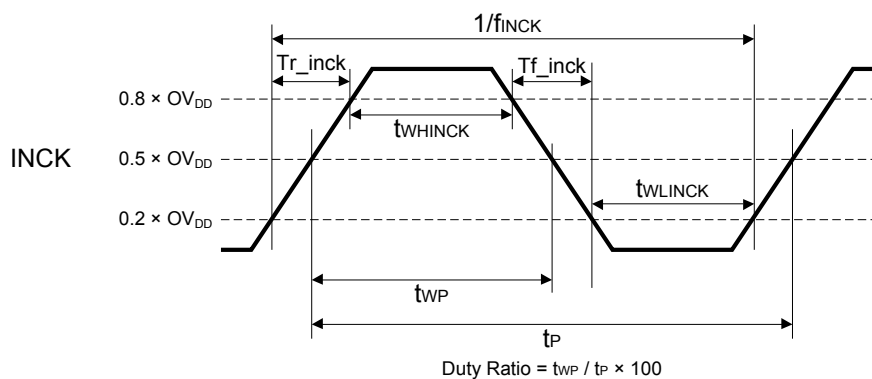 1/fINCK
Tr_inck
Tf_inck
0.8 × OVDD
tWHINCK
INCK
0.5 × OVDD
tWLINCK
0.2 × OVDD
tWP
tP
Duty Ratio = tWP / tP × 100